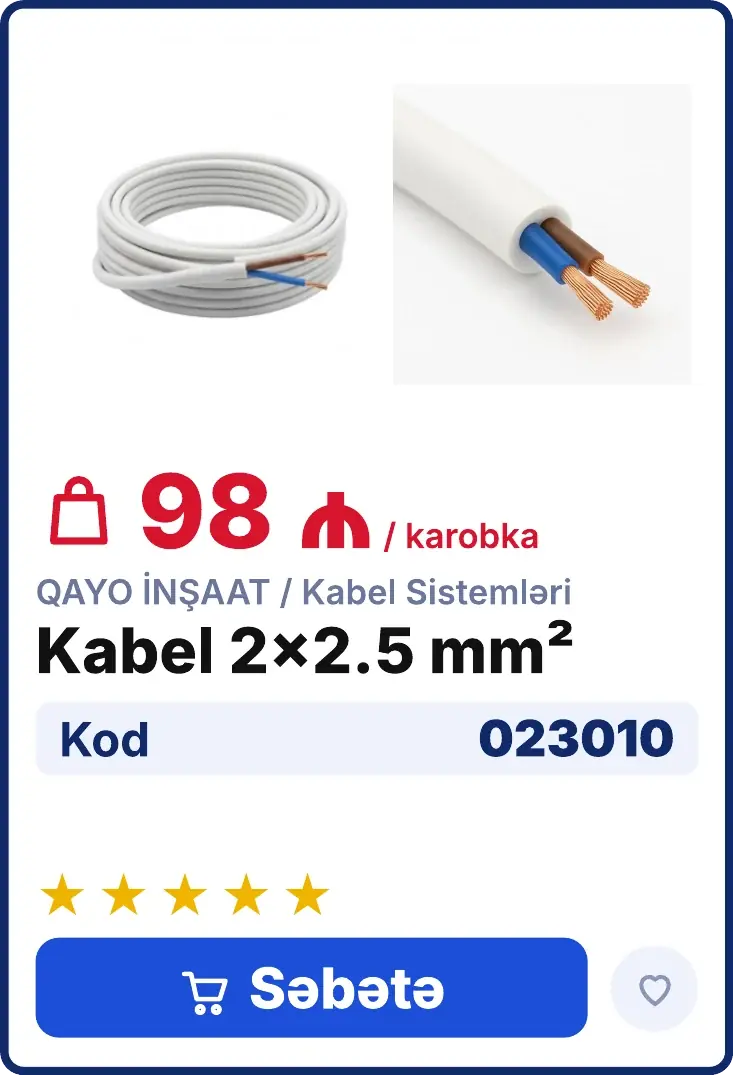 98 ₼ / karobka
QAYO İNŞAAT / Kabel Sistemləri
Kabel 2×2.5 mm²
Kod 023010
Səbətə